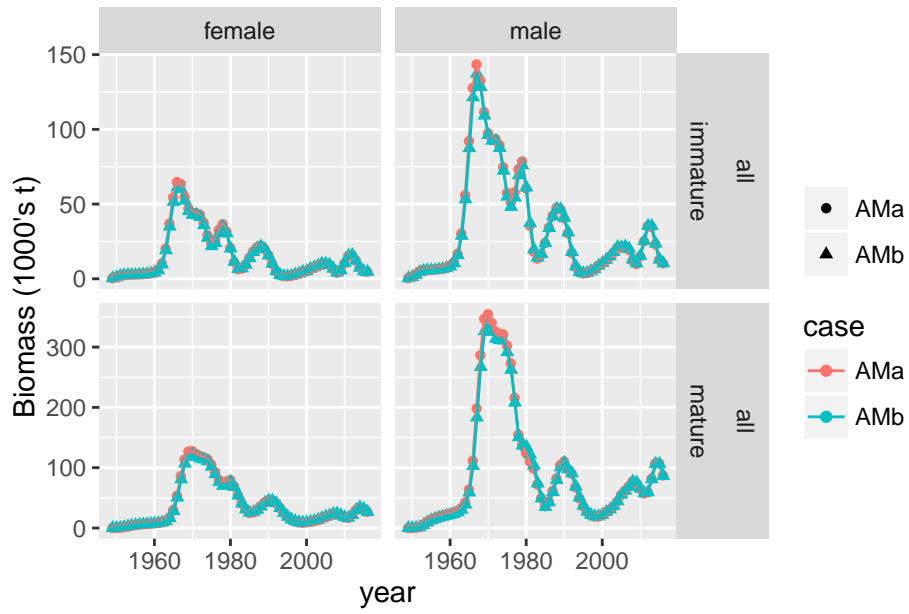 female
male
150
100
50
0
immature
all
300
200
100
0
mature
all
Biomass (1000's t)
1960
1980
2000
1960
1980
2000
year
AMa
AMb
case
AMa
AMb